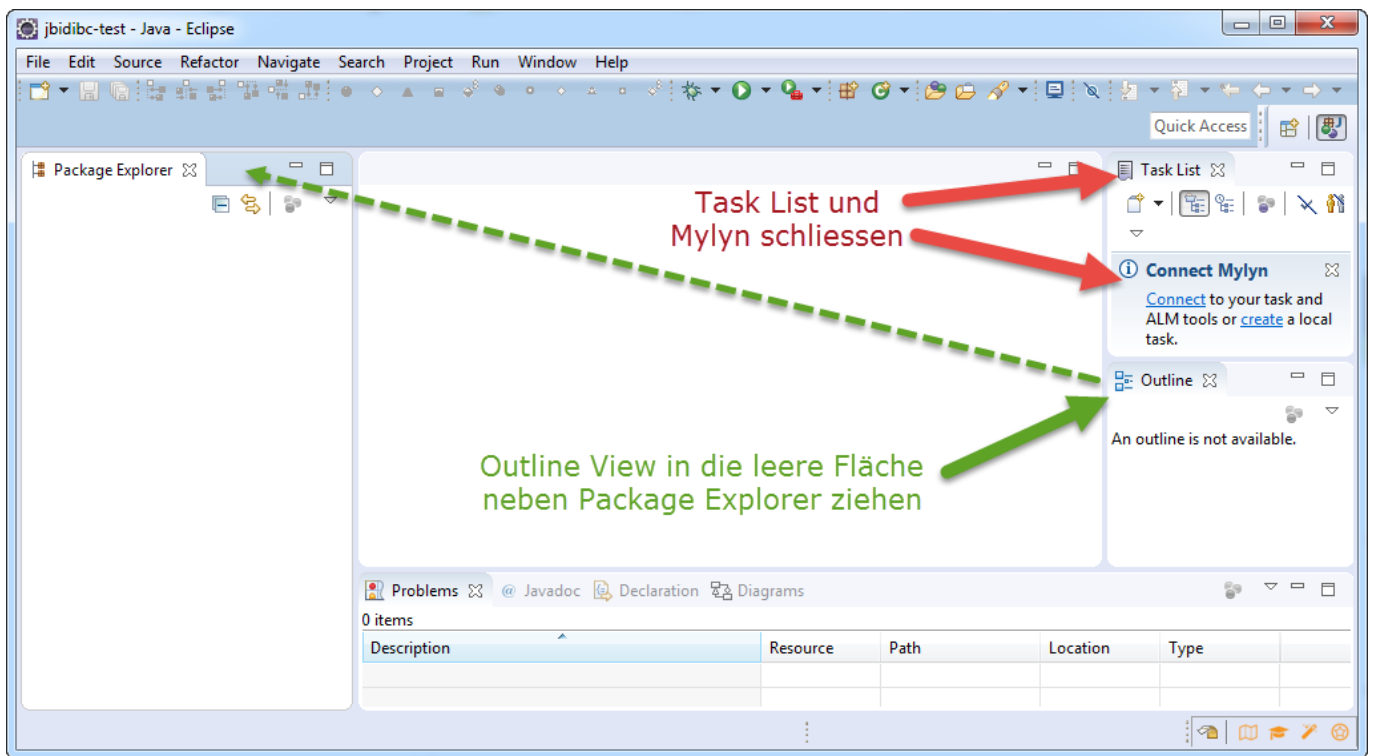 jbidibc-test - Java - Eclipse
File Edit Source Refactor Navigate Search Project Run Window Help
Quick Access
Package Explorer
Task List
Task List und
Mylyn schliessen
Connect Mylyn
Connect to your task and
ALM tools or create a local
task.
Outline
An outline is not available.
Outline View in die leere Fläche
neben Package Explorer ziehen
Problems @ Javadoc Declaration Diagrams
0 items
Description Resource Path Location Type